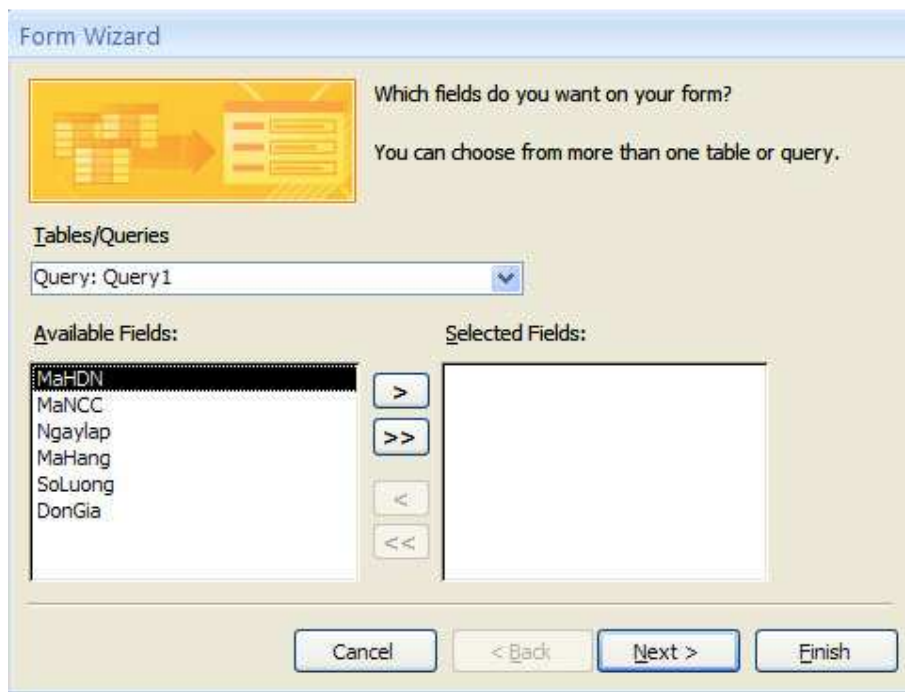 Form Wizard
Which fields do you want on your form?
You can choose from more than one table or query.
Tables/Queries
Query: Query1
Available Fields:
Selected Fields:
MaHDN
MaNCC
Ngaylap
MaHang
SoLuong
DonGia
>
>>
<
<<
Cancel
< Back
Next >
Finish